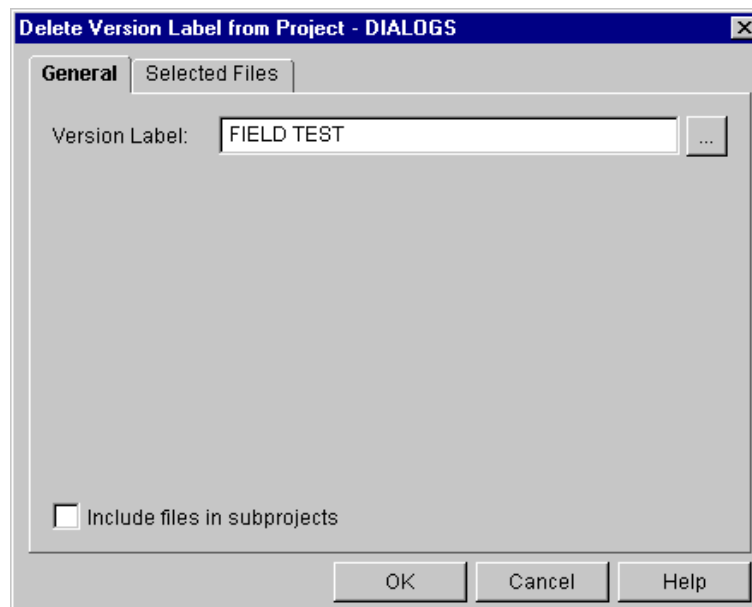 Delete Version Label from Project - DIALOGS
General Selected Files
Version Label: FIELD TEST ...
Include files in subprojects
OK Cancel Help